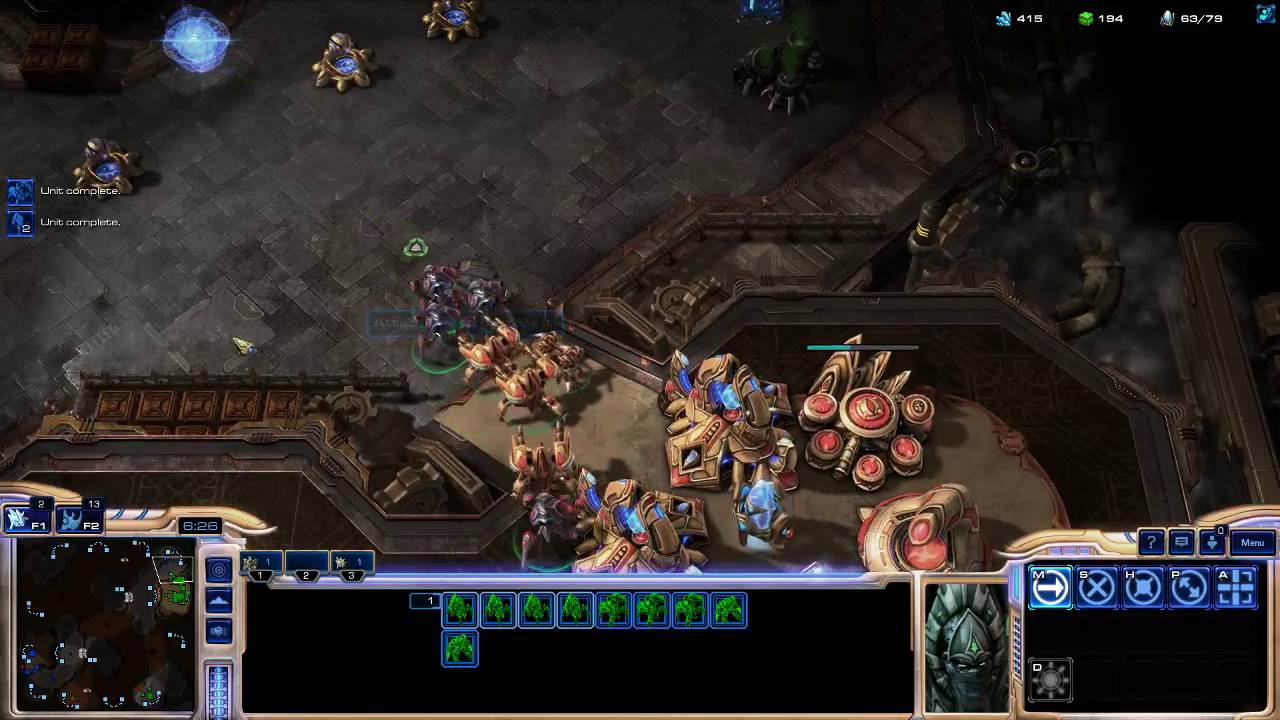 415 194 63/79
Unit complete.
Unit complete.
2
2 13
F1 F2
6:26
0
? Menu
1 1
1 2 3
1
M S H P A
D